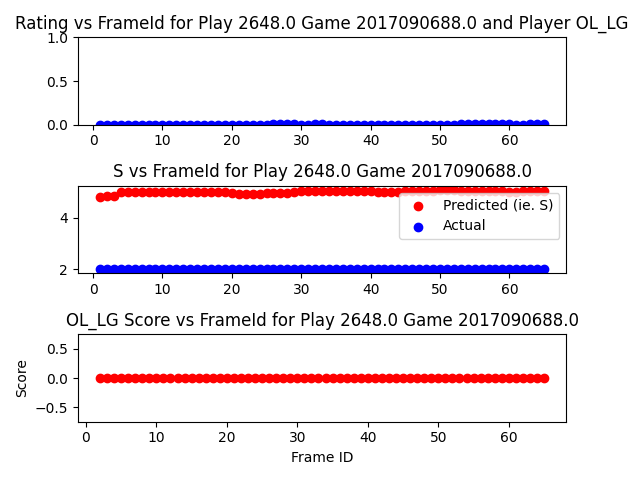 Rating vs FrameId for Play 2648.0 Game 2017090688.0 and Player OL_LG
1.0
0.5
0.0
0 10 20 30 40 50 60
S vs FrameId for Play 2648.0 Game 2017090688.0
4
2
Predicted (ie. S)
Actual
0 10 20 30 40 50 60
OL_LG Score vs FrameId for Play 2648.0 Game 2017090688.0
Score
0.5
0.0
−0.5
0 10 20 30 40 50 60
Frame ID